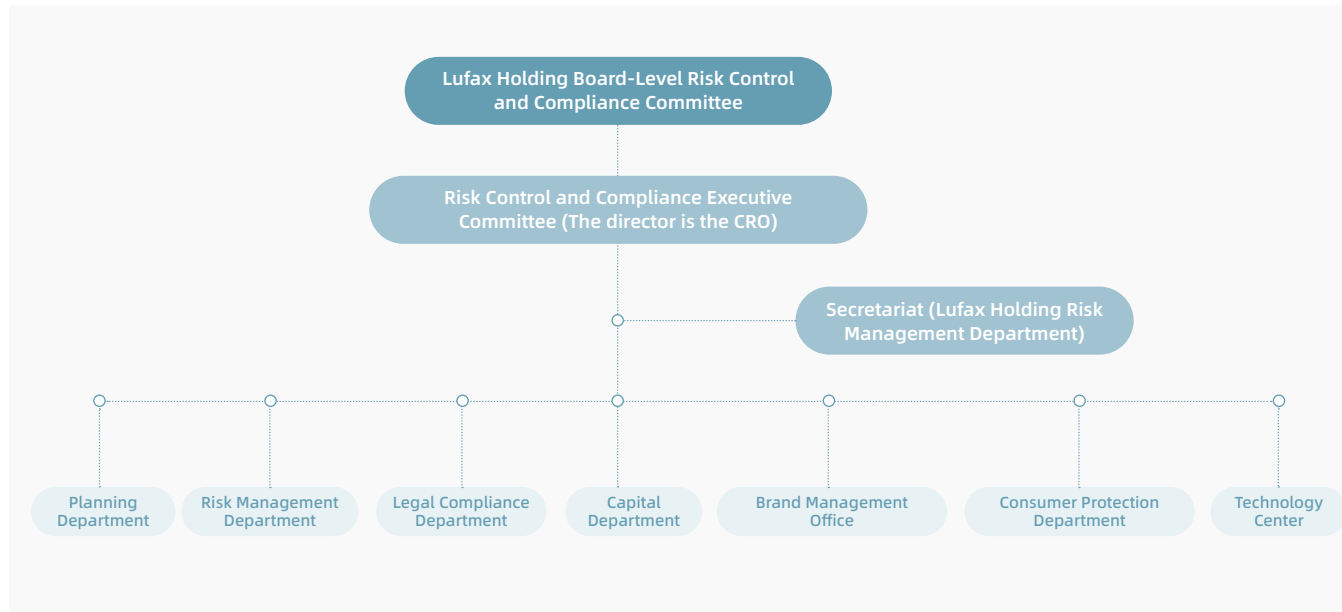 Lufax Holding Board-Level Risk Control
and Compliance Committee
Risk Control and Compliance Executive
Committee (The director is the CRO)
Secretariat (Lufax Holding Risk
Management Department)
Planning
Department
Risk Management
Department
Legal Compliance
Department
Capital
Department
Brand Management
Office
Consumer Protection
Department
Technology
Center